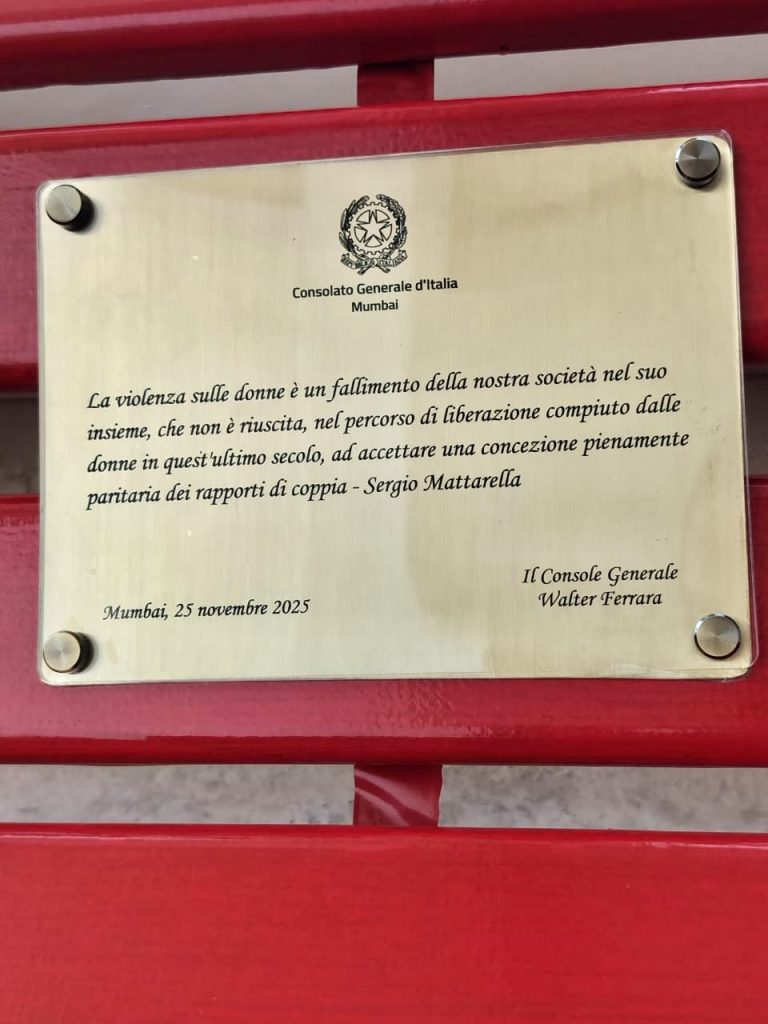 Consolato Generale d'Italia
Mumbai
La violenza sulle donne è un fallimento della nostra società nel suo
insieme, che non è riuscita, nel percorso di liberazione compiuto dalle
donne in quest'ultimo secolo, ad accettare una concezione pienamente
paritaria dei rapporti di coppia - Sergio Mattarella
Il Console Generale
Walter Ferrara
Mumbai, 25 novembre 2025